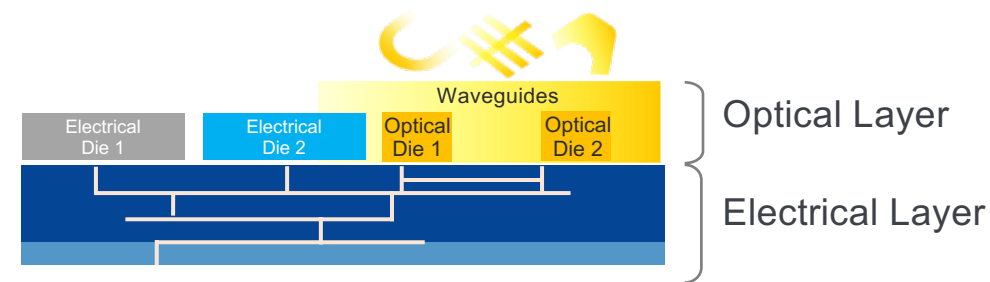 Waveguides
Electrical
Die 1
Electrical
Die 2
Optical
Die 1
Optical
Die 2
Optical Layer
Electrical Layer